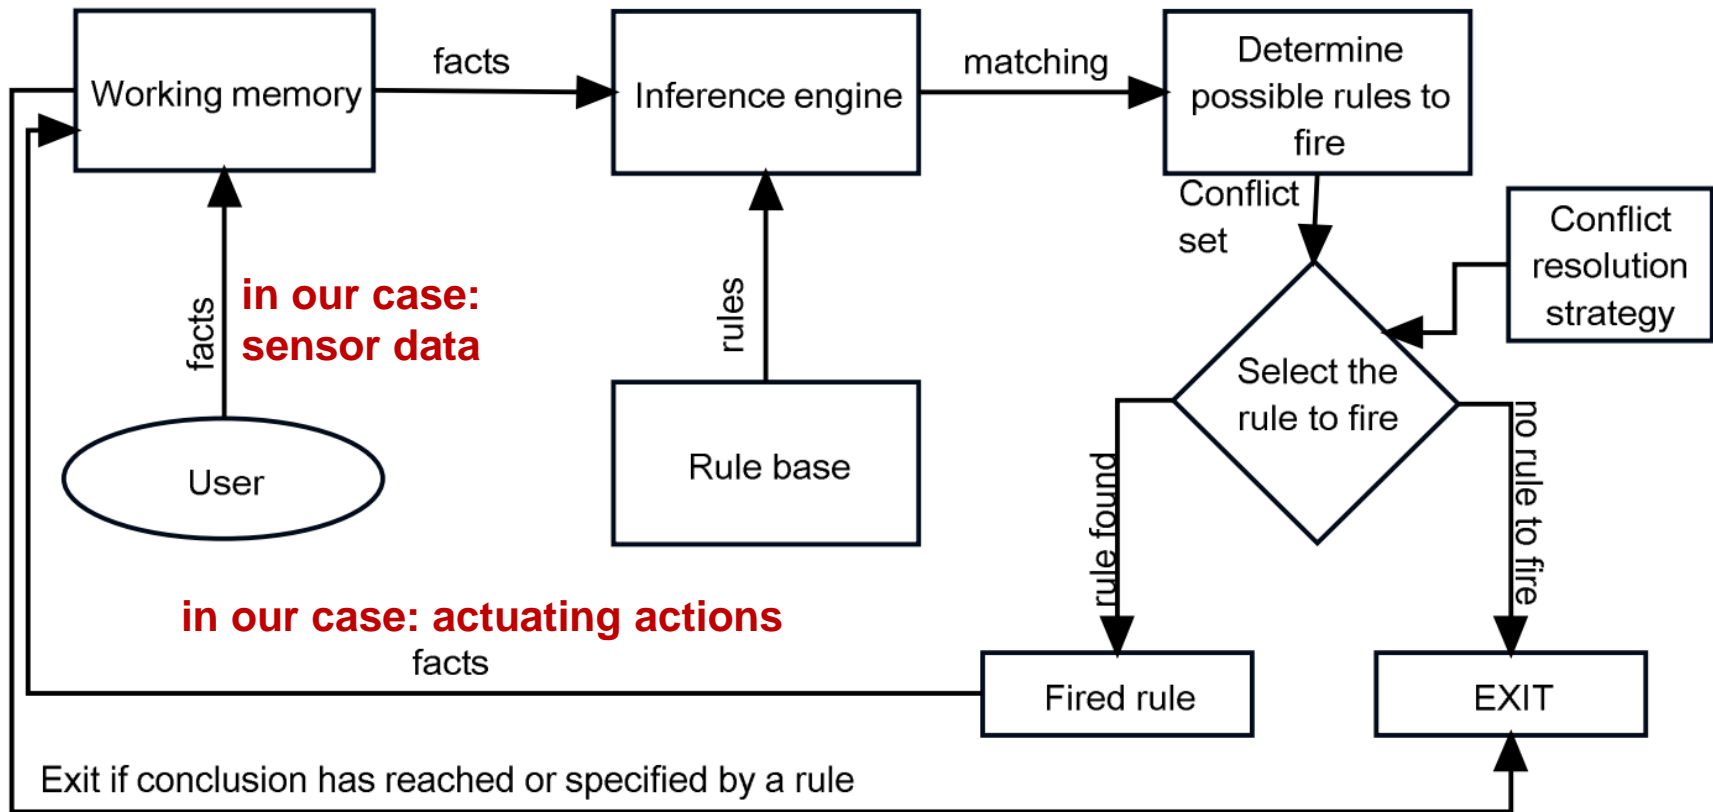 Working memory
facts
Inference engine
matching
Determine
possible rules to
fire
Conflict
set
Conflict
resolution
strategy
in our case:
sensor data
facts
rules
Select the
rule to fire
User
Rule base
rule found
no rule to fire
in our case: actuating actions
facts
Fired rule
EXIT
Exit if conclusion has reached or specified by a rule